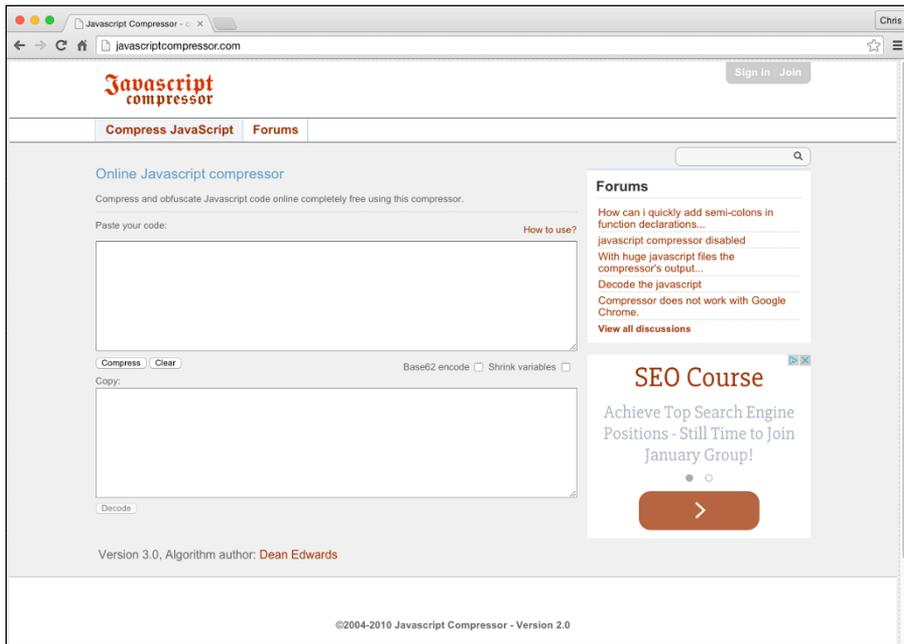 Javascript Compressor - c
Chris
javascriptcompressor.com
Sign in | Join
Javascript
compressor
Compress JavaScript
Forums
Online Javascript compressor
Compress and obfuscate Javascript code online completely free using this compressor.
Paste your code:
How to use?
Compress
Clear
Base62 encode
Shrink variables
Copy:
Decode
Version 3.0, Algorithm author: Dean Edwards
Forums
How can i quickly add semi-colons in
function declarations...
javascript compressor disabled
With huge javascript files the
compressor's output...
Decode the javascript
Compressor does not work with Google
Chrome.
View all discussions
SEO Course
Achieve Top Search Engine
Positions - Still Time to Join
January Group!
©2004-2010 Javascript Compressor - Version 2.0